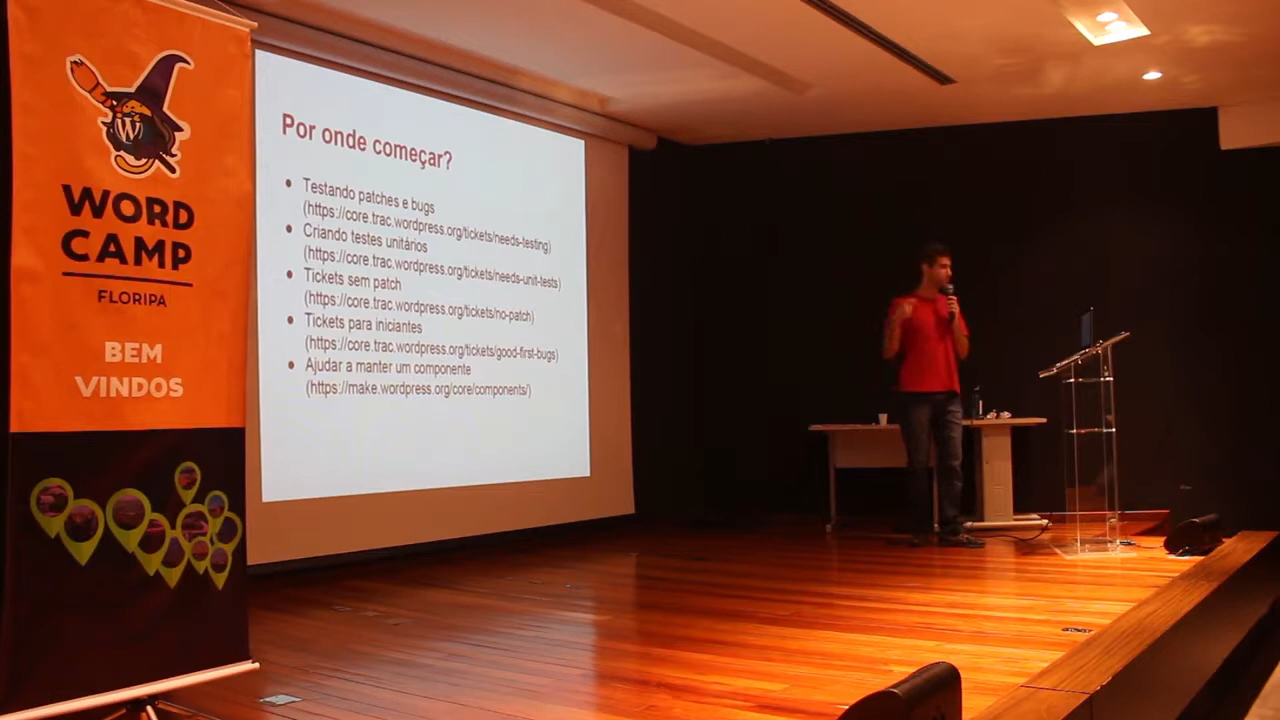 WORD
CAMP
FLORIPA
BEM
VINDOS
Por onde começar?
• Testando patches e bugs
(https://core.trac.wordpress.org/tickets/needs-testing)
• Criando testes unitários
(https://core.trac.wordpress.org/tickets/needs-unit-tests)
• Tickets sem patch
(https://core.trac.wordpress.org/tickets/no-patch)
• Tickets para iniciantes
(https://core.trac.wordpress.org/tickets/good-first-bugs)
• Ajudar a manter um componente
(https://make.wordpress.org/core/components/)